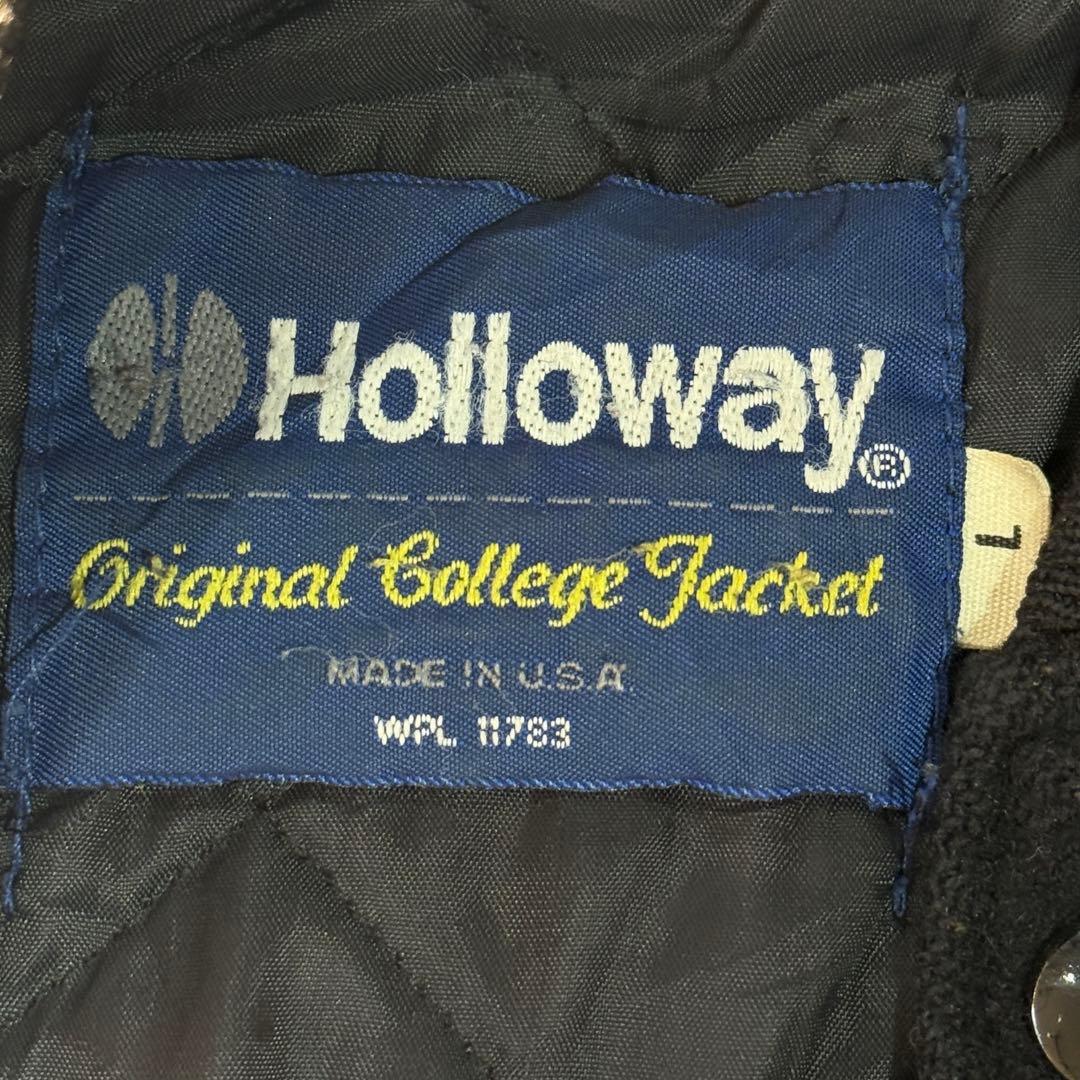 Holloway®
L
Original College Jacket
MADE IN U.S.A.
WPL 11783